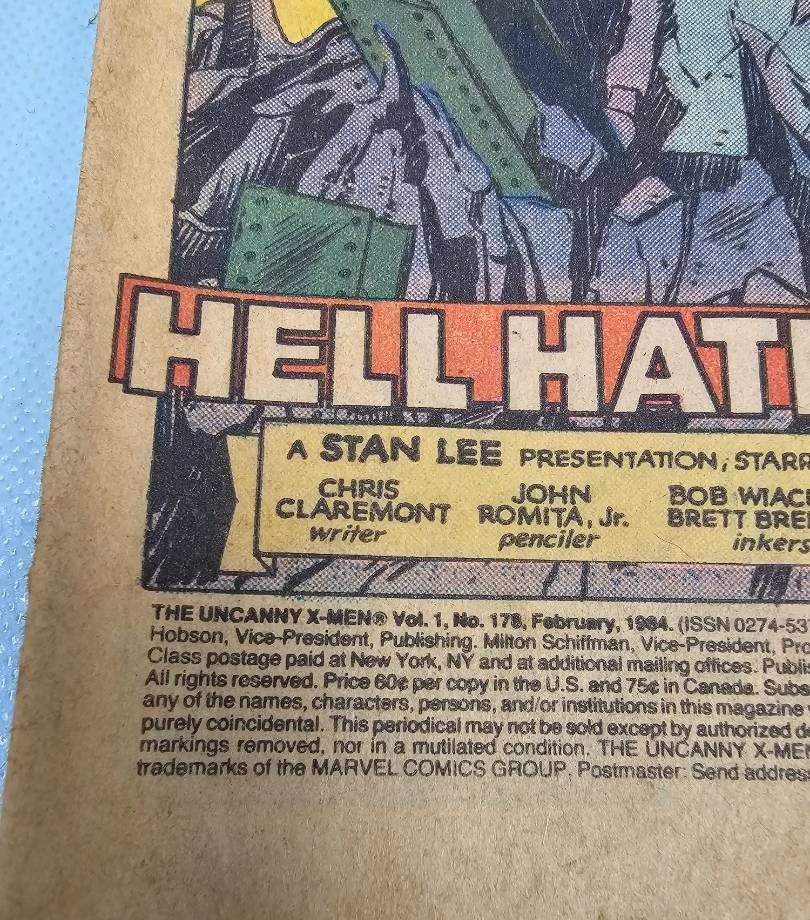 HELL HAT
A STAN LEE PRESENTATION, STARR
CHRIS CLAREMONT
writer
JOHN ROMITA, Jr.
penciler
BOB WIAC
BRETT BRE
inkers
THE UNCANNY X-MEN® Vol. 1, No. 178, February, 1984. (ISSN 0274-53
Hobson, Vice-President, Publishing. Milton Schiffman, Vice-President, Pro
Class postage paid at New York, NY and at additional mailing offices. Publis
All rights reserved. Price 60¢ per copy in the U.S. and 75¢ in Canada. Subs
any of the names, characters, persons, and/or institutions in this magazine
purely coincidental. This periodical may not be sold except by authorized d
markings removed, nor in a mutilated condition. THE UNCANNY X-ME
trademarks of the MARVEL COMICS GROUP. Postmaster: Send address